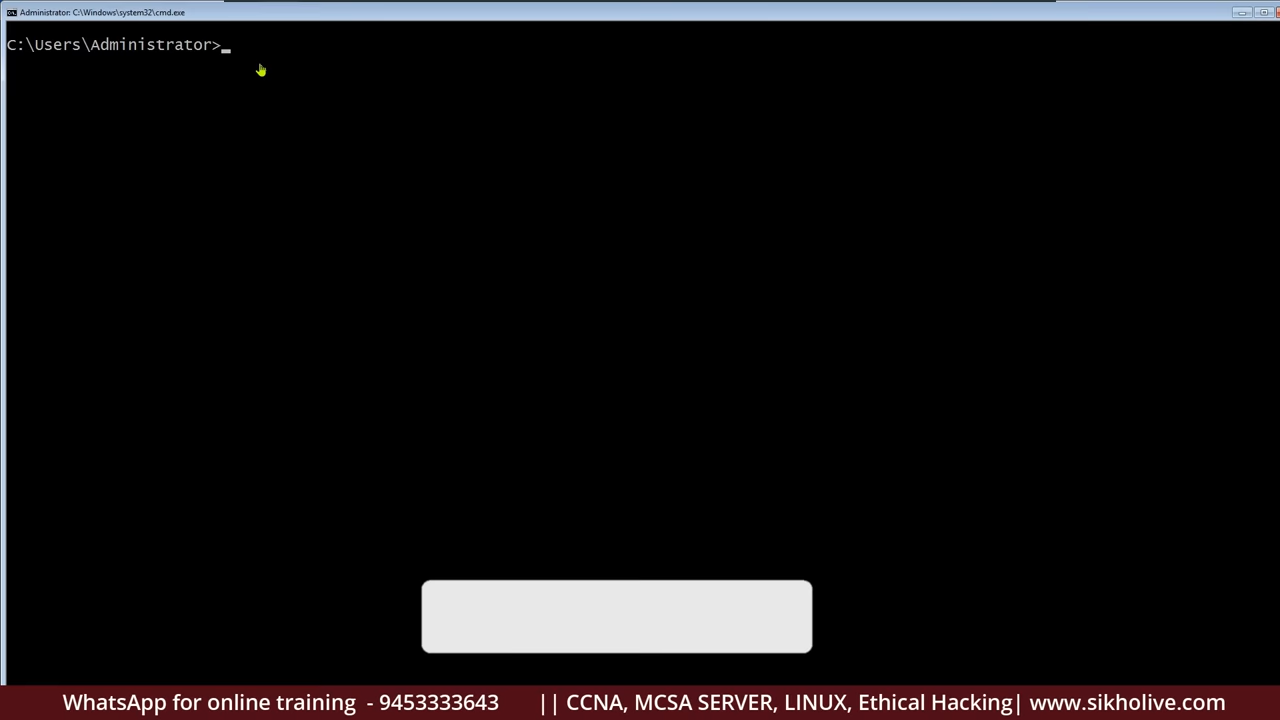 Administrator: C:\Windows\system32\cmd.exe
C:\Users\Administrator>_
WhatsApp for online training - 9453333643 || CCNA, MCSA SERVER, LINUX, Ethical Hacking| www.sikholive.com